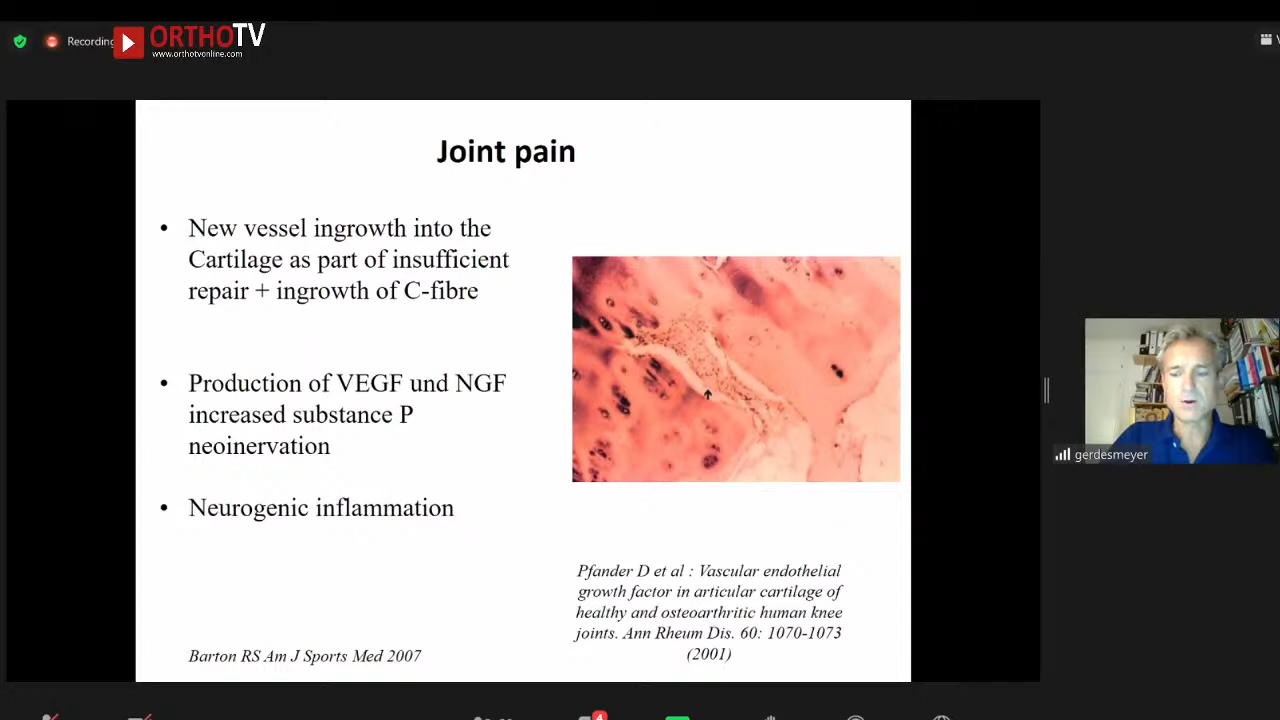 Recording
ORTHOTV
www.orthotvonline.com
Joint pain
• New vessel ingrowth into the
Cartilage as part of insufficient
repair + ingrowth of C-fibre
• Production of VEGF und NGF
increased substance P
neoinervation
• Neurogenic inflammation
Pfander D et al : Vascular endothelial
growth factor in articular cartilage of
healthy and osteoarthritic human knee
joints. Ann Rheum Dis. 60: 1070-1073
(2001)
Barton RS Am J Sports Med 2007
gerdesmeyer
4